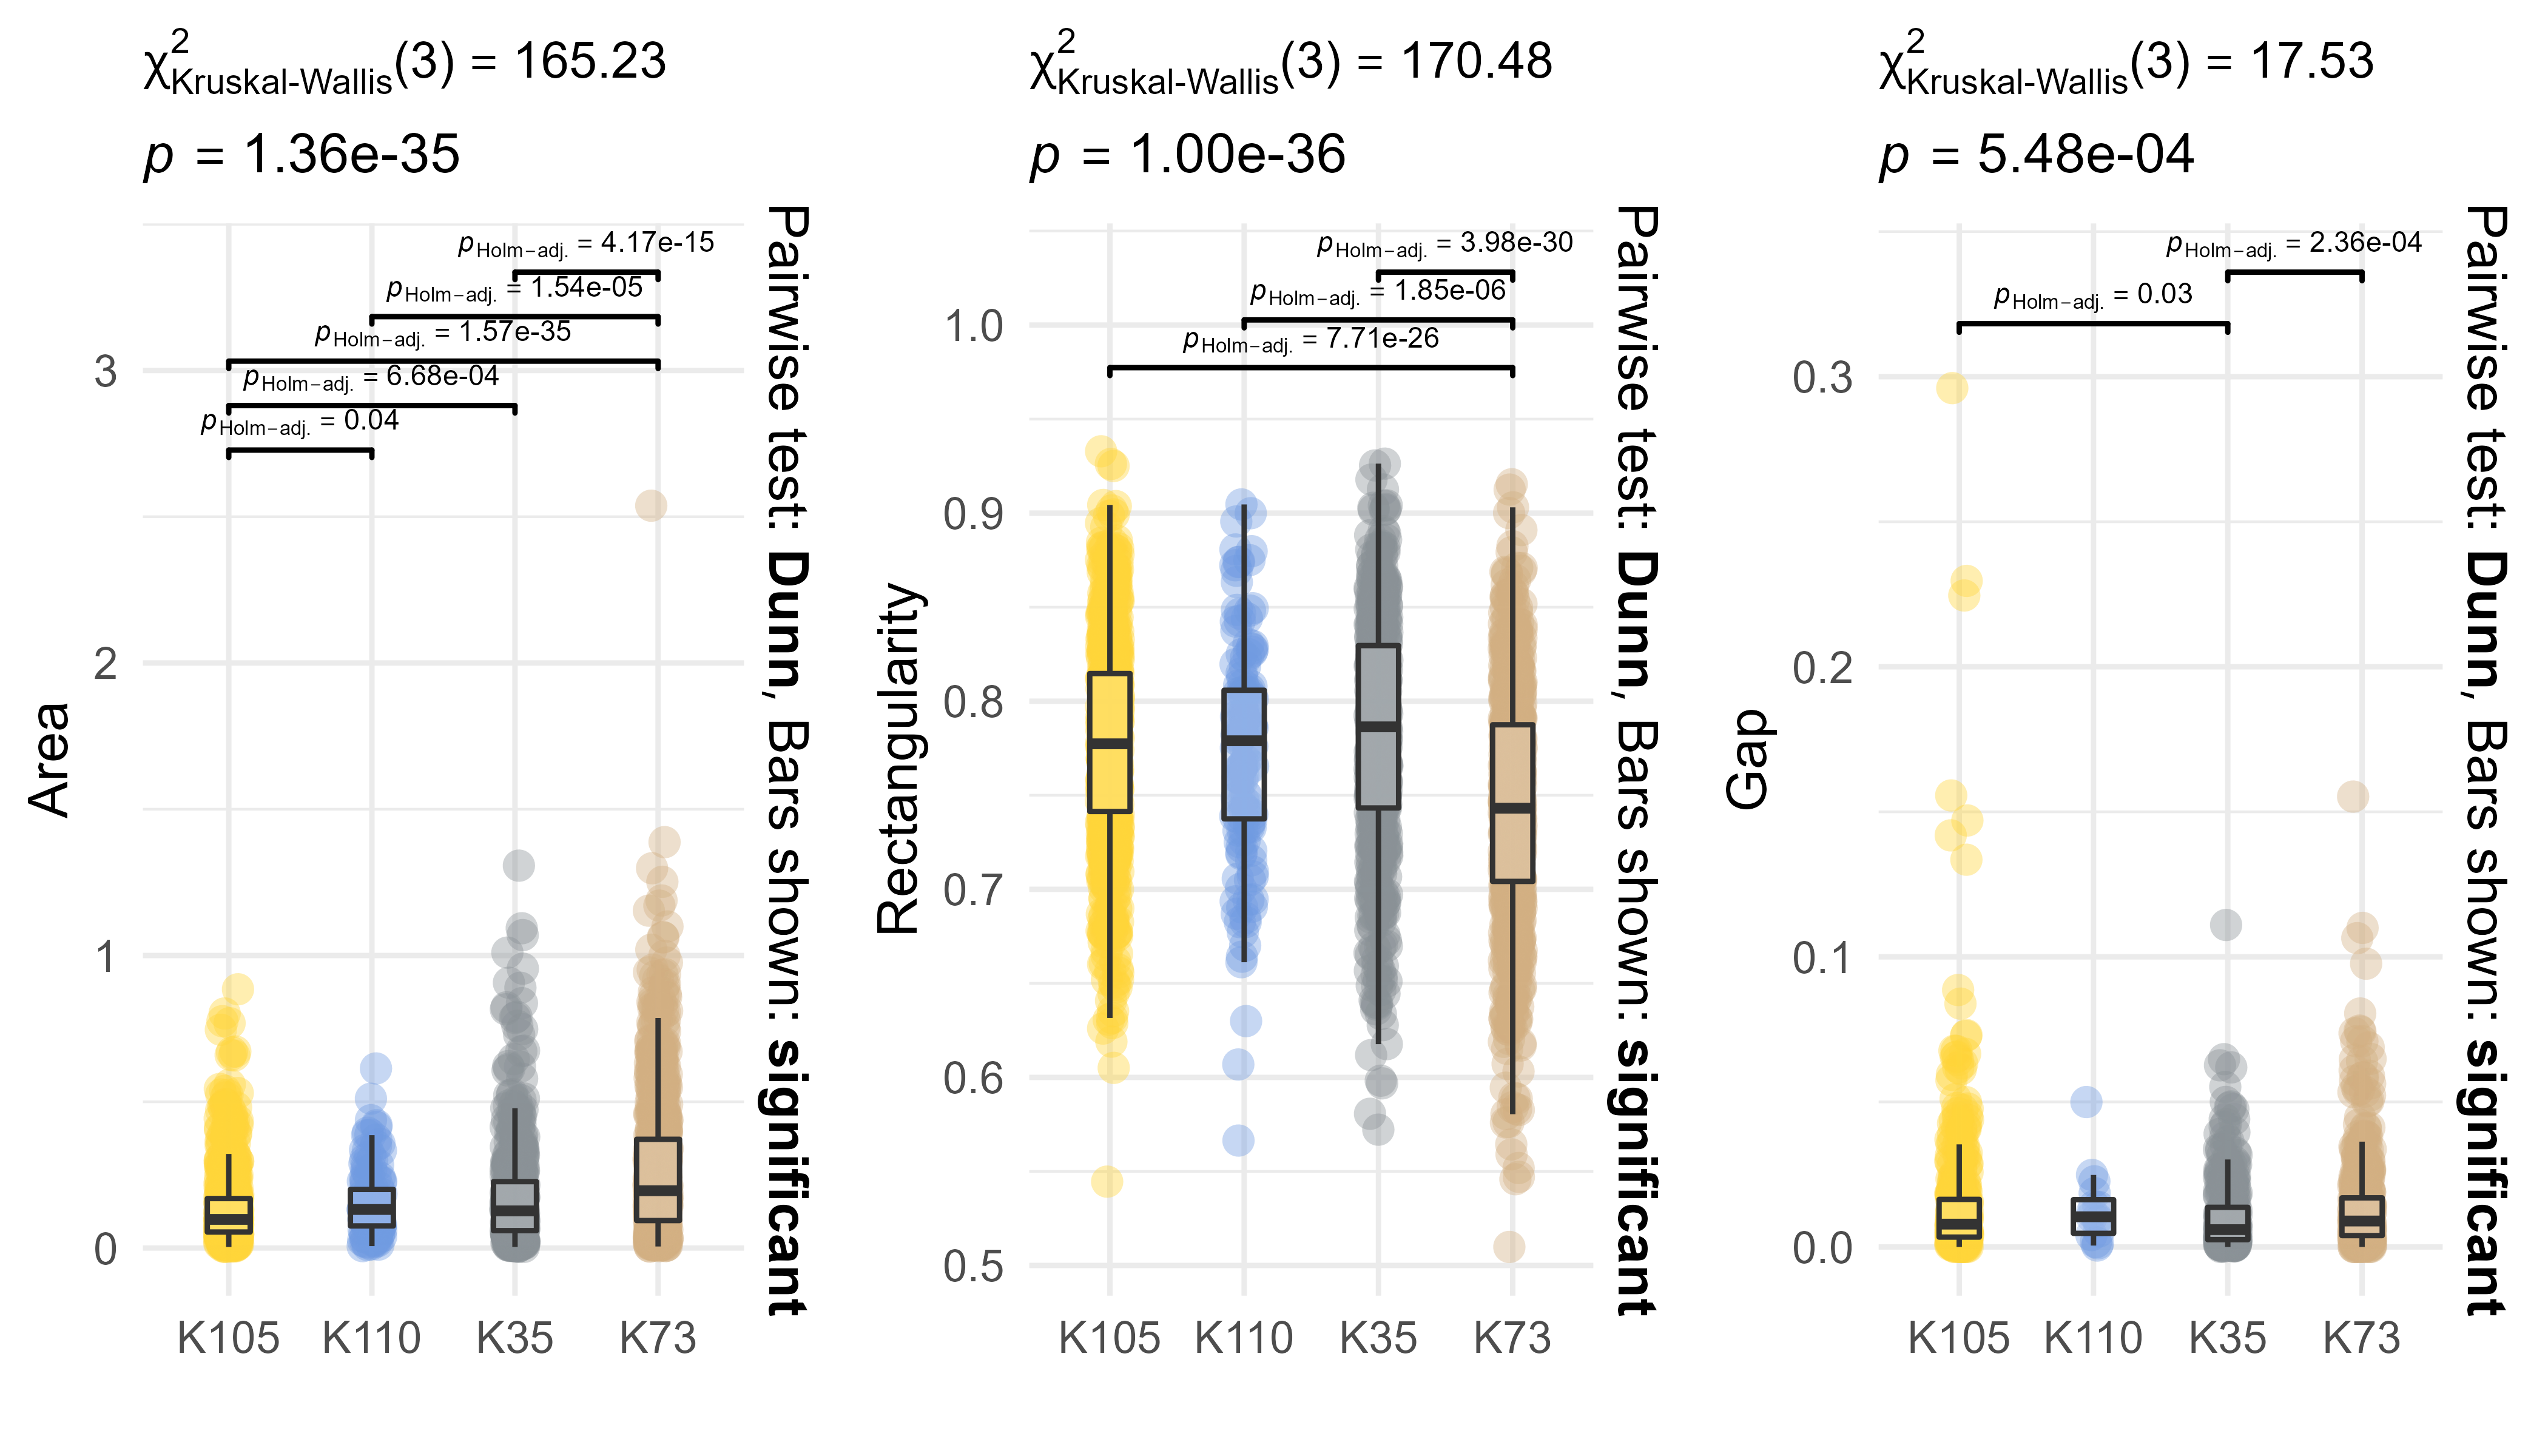 χ²Kruskal-Wallis(3) = 165.23
p = 1.36e-35
pHolm−adj. = 4.17e-15
pHolm−adj. = 1.54e-05
pHolm−adj. = 1.57e-35
pHolm−adj. = 6.68e-04
pHolm−adj. = 0.04
Area
3
2
1
0
K105 K110 K35 K73
Pairwise test: Dunn, Bars shown: significant
χ²Kruskal-Wallis(3) = 170.48
p = 1.00e-36
pHolm−adj. = 3.98e-30
pHolm−adj. = 1.85e-06
pHolm−adj. = 7.71e-26
Rectangularity
1.0
0.9
0.8
0.7
0.6
0.5
K105 K110 K35 K73
Pairwise test: Dunn, Bars shown: significant
χ²Kruskal-Wallis(3) = 17.53
p = 5.48e-04
pHolm−adj. = 2.36e-04
pHolm−adj. = 0.03
Gap
0.3
0.2
0.1
0.0
K105 K110 K35 K73
Pairwise test: Dunn, Bars shown: significant